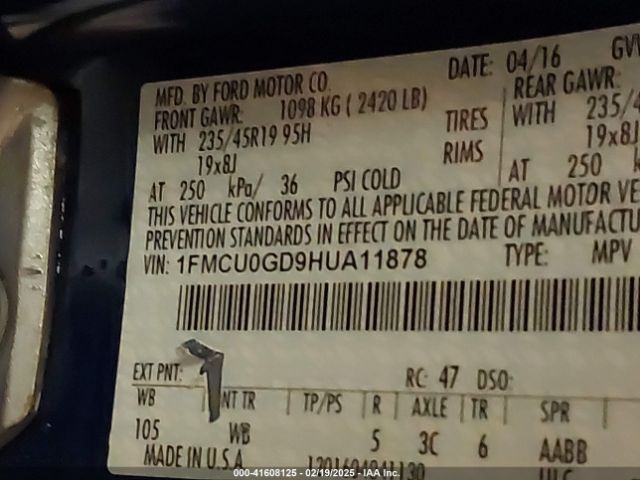 MFD. BY FORD MOTOR CO.
DATE: 04/16
FRONT GAWR: 1098 KG ( 2420 LB)
REAR GAWR:
WITH 235/45R19 95H
TIRES
WITH
19x8J
RIMS
19x8J
AT 250 kPa/ 36 PSI COLD
AT 250
THIS VEHICLE CONFORMS TO ALL APPLICABLE FEDERAL MOTOR
PREVENTION STANDARDS IN EFFECT ON THE DATE OF
VIN: 1FMCU0GD9HUA11878 TYPE: MPV
EXT PNT: RC: 47 DSO:
WB INT TR TP/PS R AXLE TR SPR
105 WB 5 3C 6 AABB
MADE IN U.S.A.
000-41608125 - 02/19/2025 - IAA Inc.